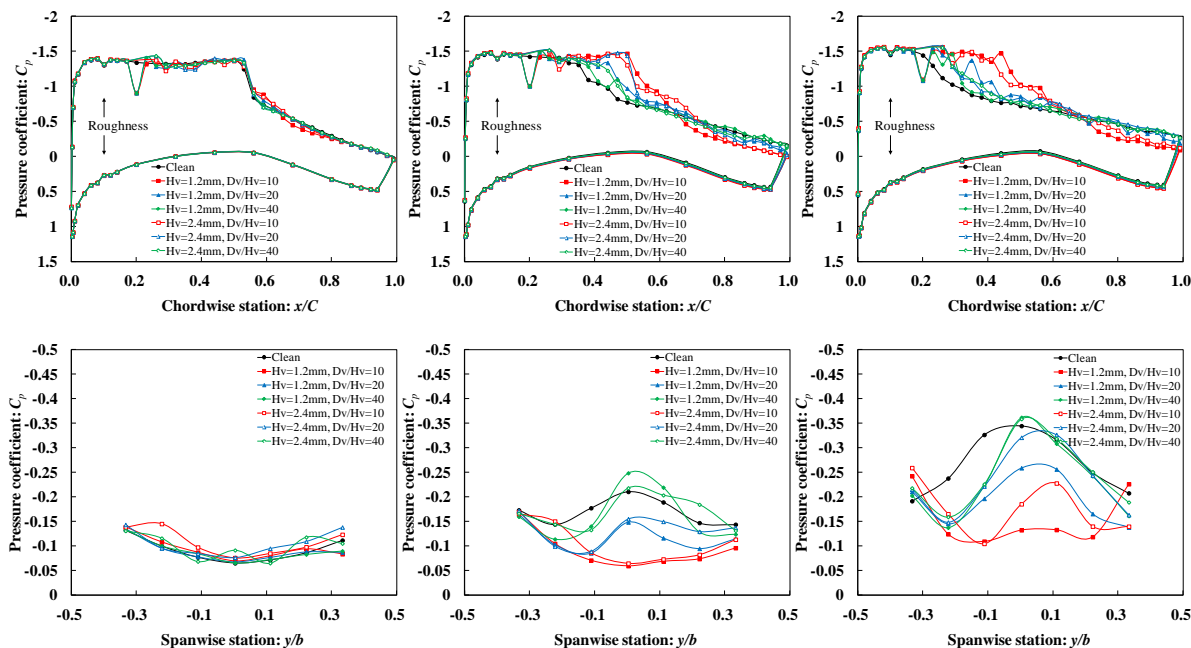 -2
-1.5
-1
-0.5
0
0.5
1
1.5
Pressure coefficient: Cp
Roughness
Clean
Hv=1.2mm, Dv/Hv=10
Hv=1.2mm, Dv/Hv=20
Hv=1.2mm, Dv/Hv=40
Hv=2.4mm, Dv/Hv=10
Hv=2.4mm, Dv/Hv=20
Hv=2.4mm, Dv/Hv=40
0.0 0.2 0.4 0.6 0.8 1.0
Chordwise station: x/C
-2
-1.5
-1
-0.5
0
0.5
1
1.5
Pressure coefficient: Cp
Roughness
Clean
Hv=1.2mm, Dv/Hv=10
Hv=1.2mm, Dv/Hv=20
Hv=1.2mm, Dv/Hv=40
Hv=2.4mm, Dv/Hv=10
Hv=2.4mm, Dv/Hv=20
Hv=2.4mm, Dv/Hv=40
0.0 0.2 0.4 0.6 0.8 1.0
Chordwise station: x/C
-2
-1.5
-1
-0.5
0
0.5
1
1.5
Pressure coefficient: Cp
Roughness
Clean
Hv=1.2mm, Dv/Hv=10
Hv=1.2mm, Dv/Hv=20
Hv=1.2mm, Dv/Hv=40
Hv=2.4mm, Dv/Hv=10
Hv=2.4mm, Dv/Hv=20
Hv=2.4mm, Dv/Hv=40
0.0 0.2 0.4 0.6 0.8 1.0
Chordwise station: x/C
-0.5
-0.45
-0.4
-0.35
-0.3
-0.25
-0.2
-0.15
-0.1
-0.05
0
Pressure coefficient: Cp
Clean
Hv=1.2mm, Dv/Hv=10
Hv=1.2mm, Dv/Hv=20
Hv=1.2mm, Dv/Hv=40
Hv=2.4mm, Dv/Hv=10
Hv=2.4mm, Dv/Hv=20
Hv=2.4mm, Dv/Hv=40
-0.5 -0.3 -0.1 0.1 0.3 0.5
Spanwise station: y/b
-0.5
-0.45
-0.4
-0.35
-0.3
-0.25
-0.2
-0.15
-0.1
-0.05
0
Pressure coefficient: Cp
Clean
Hv=1.2mm, Dv/Hv=10
Hv=1.2mm, Dv/Hv=20
Hv=1.2mm, Dv/Hv=40
Hv=2.4mm, Dv/Hv=10
Hv=2.4mm, Dv/Hv=20
Hv=2.4mm, Dv/Hv=40
-0.5 -0.3 -0.1 0.1 0.3 0.5
Spanwise station: y/b
-0.5
-0.45
-0.4
-0.35
-0.3
-0.25
-0.2
-0.15
-0.1
-0.05
0
Pressure coefficient: Cp
Clean
Hv=1.2mm, Dv/Hv=10
Hv=1.2mm, Dv/Hv=20
Hv=1.2mm, Dv/Hv=40
Hv=2.4mm, Dv/Hv=10
Hv=2.4mm, Dv/Hv=20
Hv=2.4mm, Dv/Hv=40
-0.5 -0.3 -0.1 0.1 0.3 0.5
Spanwise station: y/b